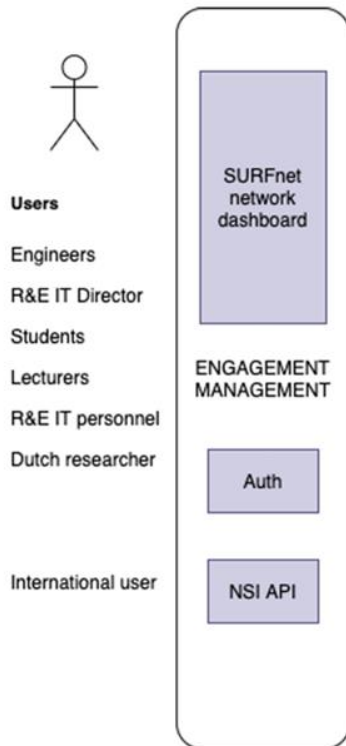 Users
Engineers
R&E IT Director
Students
Lecturers
R&E IT personnel
Dutch researcher
International user
SURFnet
network
dashboard
ENGAGEMENT
MANAGEMENT
Auth
NSI API